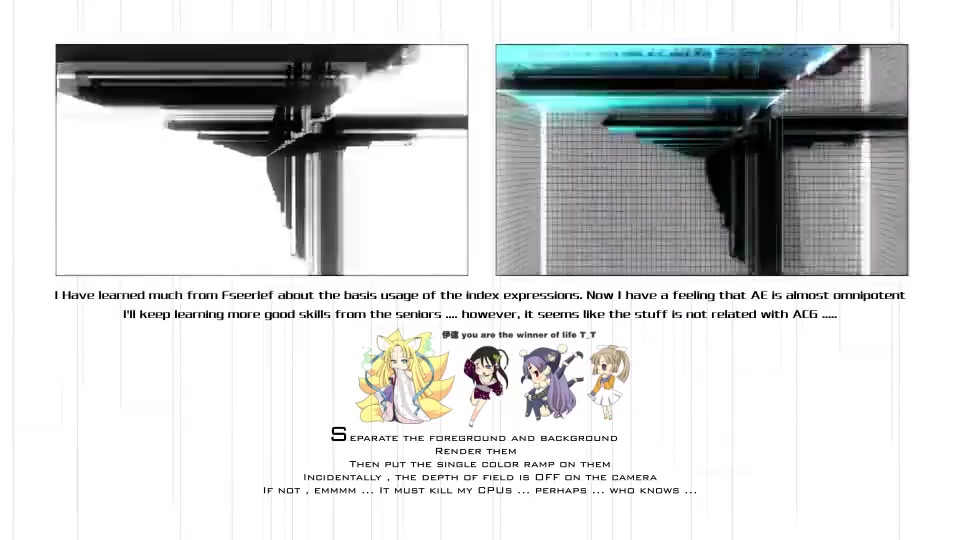 I Have learned much from Fseerlef about the basis usage of the index expressions. Now I have a feeling that AE is almost omnipotent
I'll keep learning more good skills from the seniors .... however, it seems like the stuff is not related with ACG .....
伊達 you are the winner of life T_T
Separate the foreground and background
Render them
Then put the single color ramp on them
Incidentally , the depth of field is OFF on the camera
If not , emmmm ... it must kill my CPUs ... perhaps ... who knows ...